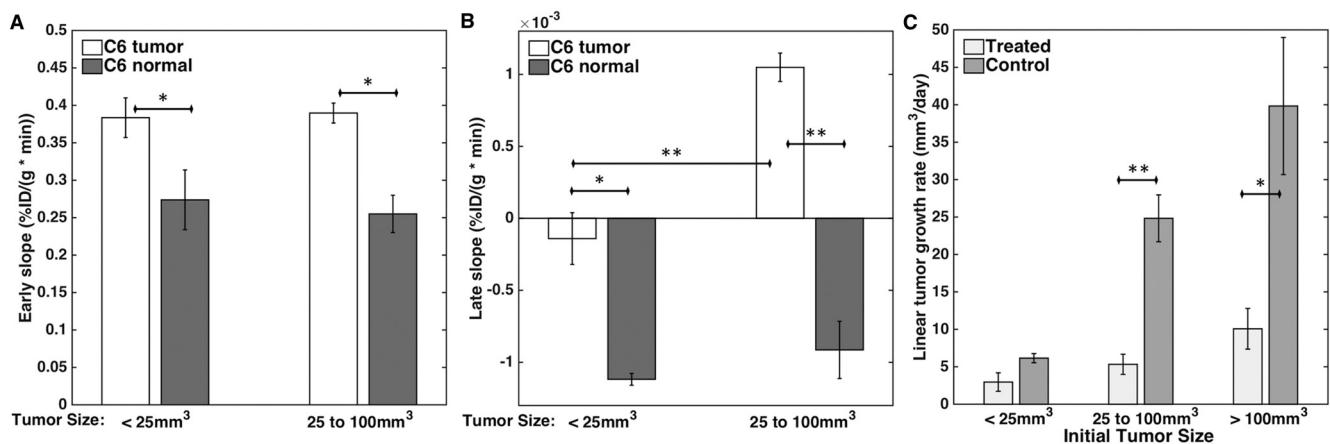 A
0.5
0.45
0.4
0.35
0.3
0.25
0.2
0.15
0.1
0.05
0
Early slope (%ID/(g * min))
C6 tumor
C6 normal
*
*
Tumor Size: < 25mm³ 25 to 100mm³
B
× 10⁻³
1
0.5
0
-0.5
-1
Late slope (%ID/(g * min))
C6 tumor
C6 normal
**
*
**
Tumor Size: < 25mm³ 25 to 100mm³
C
50
45
40
35
30
25
20
15
10
5
0
Linear tumor growth rate (mm³/day)
Treated
Control
**
*
< 25mm³ 25 to 100mm³ > 100mm³
Initial Tumor Size